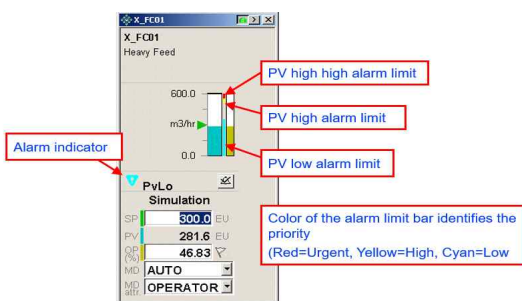 X_FC01
X_FC01
Heavy Feed
PV high high alarm limit
600.0
m3/hr
PV high alarm limit
Alarm indicator
0.0
PV low alarm limit
PvLo
Simulation
SP 300.0 EU
PV 281.6 EU
OP (%) 46.83
MD AUTO
MD attr. OPERATOR
Color of the alarm limit bar identifies the
priority
(Red=Urgent, Yellow=High, Cyan=Low